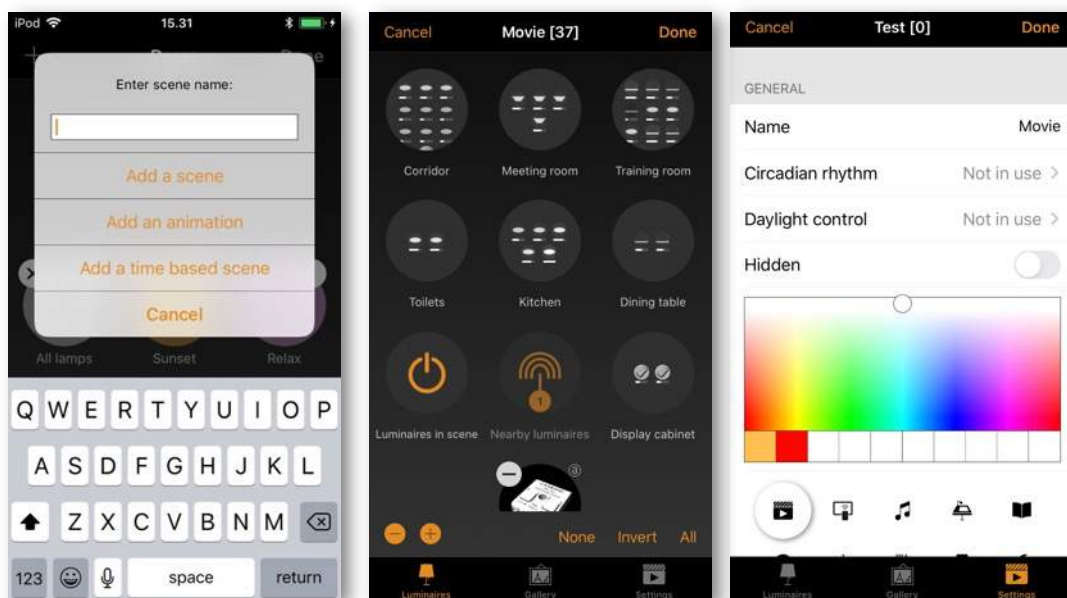 iPod 15.31
Enter scene name:
Add a scene
Add an animation
Add a time based scene
Cancel
All lamps Sunset Relax
Q W E R T Y U I O P
A S D F G H J K L
Z X C V B N M
123 space return
Cancel Movie [37] Done
Corridor Meeting room Training room
Toilets Kitchen Dining table
1
Luminaires in scene Nearby luminaires Display cabinet
a
None Invert All
Luminaires Gallery Settings
Cancel Test [0] Done
GENERAL
Name Movie
Circadian rhythm Not in use >
Daylight control Not in use >
Hidden
Luminaires Gallery Settings